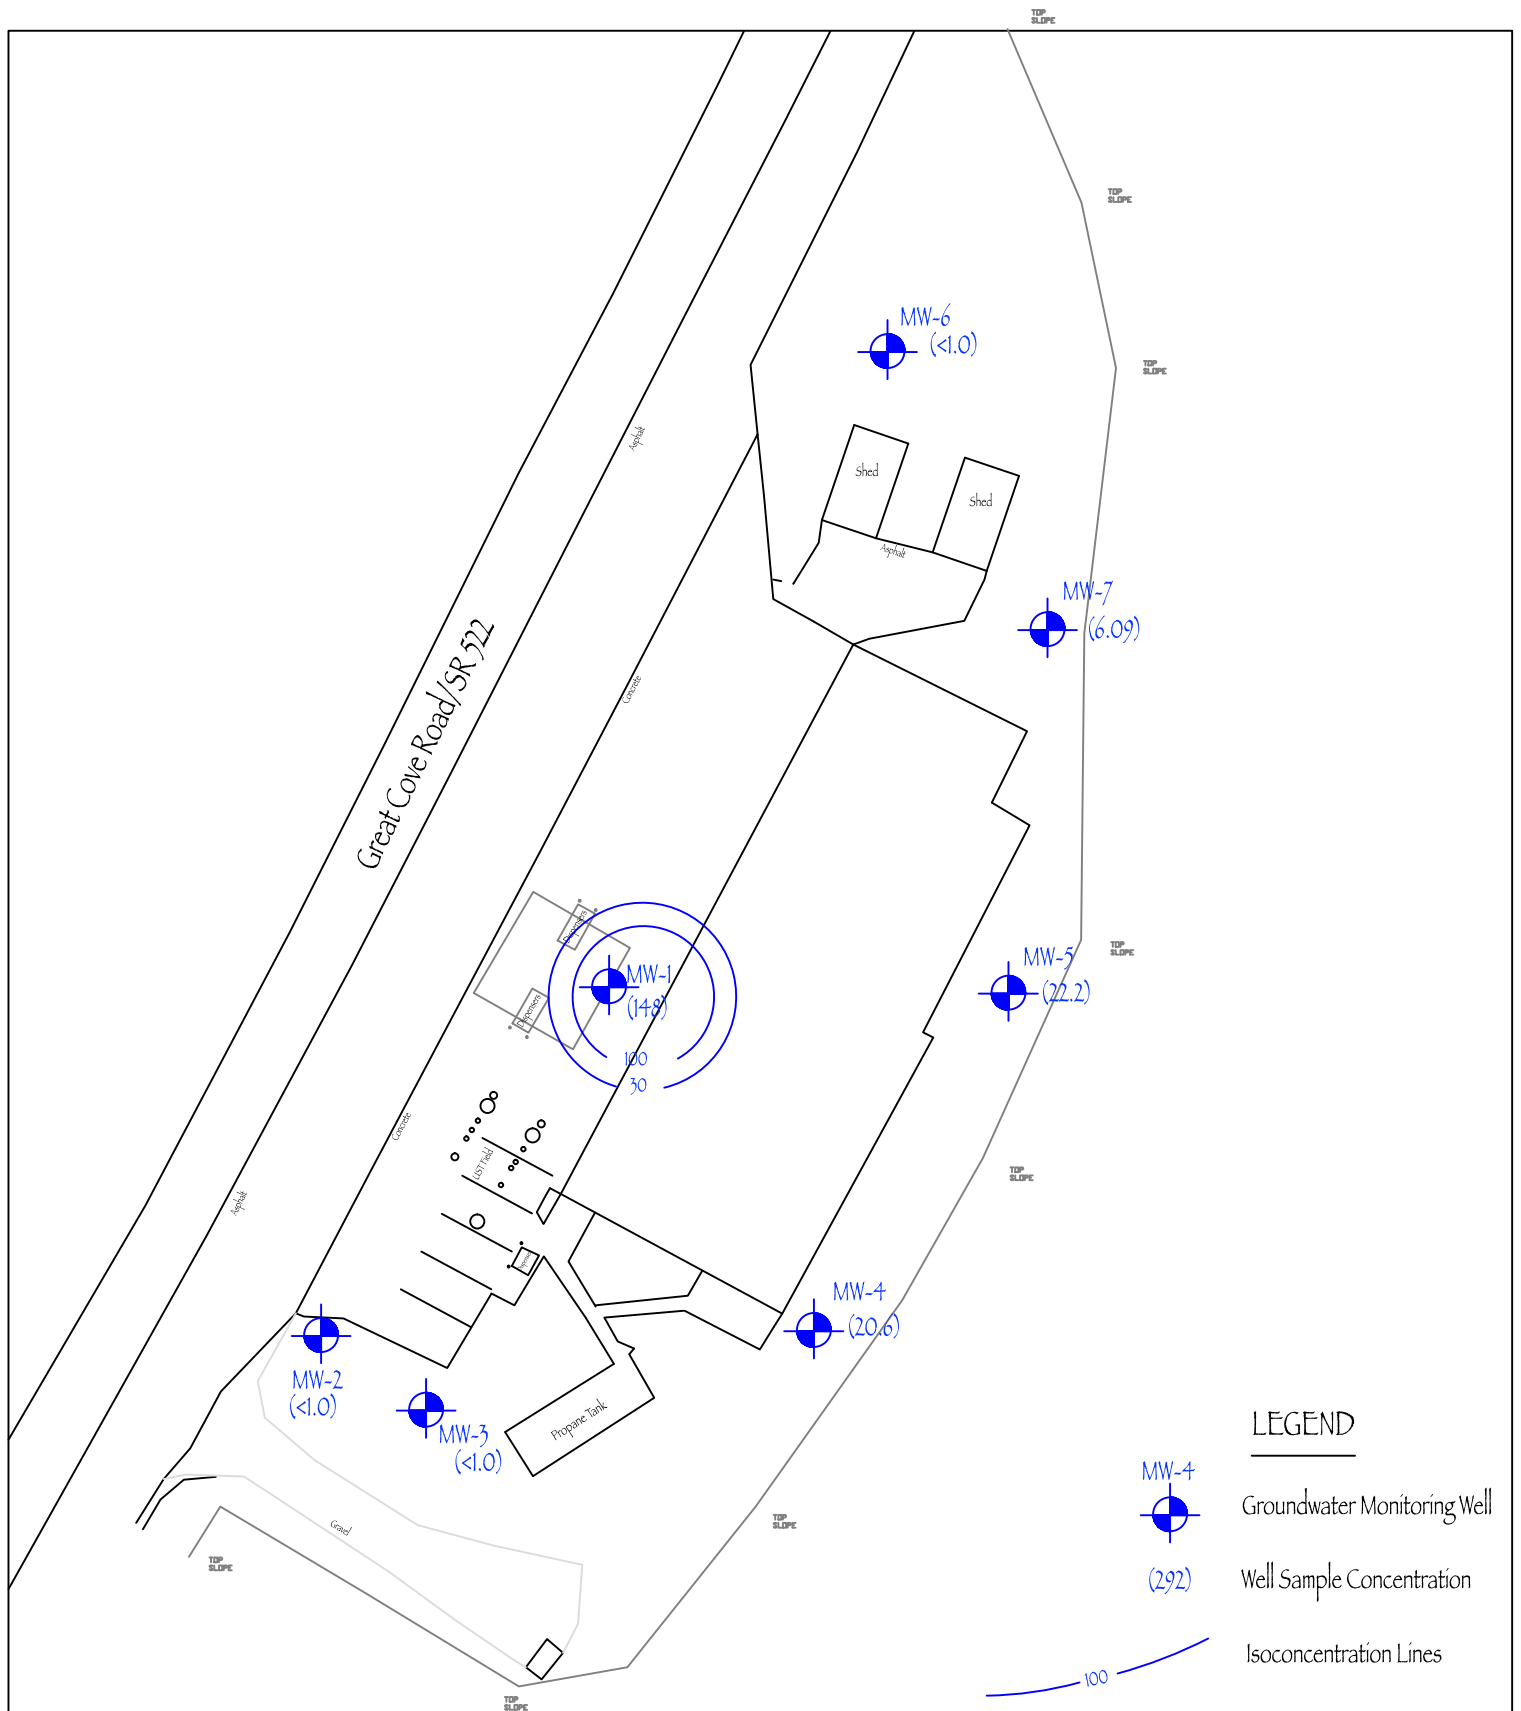 TOP
SLOPE
TOP
SLOPE
MW-6
(<1.0)
TOP
SLOPE
Asphalt
Shed
Shed
Asphalt
MW-7
(6.09)
Great Cove Road/SR 522
Concrete
Dispensers
TOP
SLOPE
MW-5
(22.2)
MW-1
(148)
Dispensers
100
30
Concrete
UST Field
TOP
SLOPE
Asphalt
Dispenser
MW-4
(20.6)
MW-2
(<1.0)
Propane Tank
MW-3
(<1.0)
LEGEND
MW-4
Groundwater Monitoring Well
TOP
SLOPE
Gravel
TOP
SLOPE
(292)
Well Sample Concentration
Isoconcentration Lines
100
TOP
SLOPE